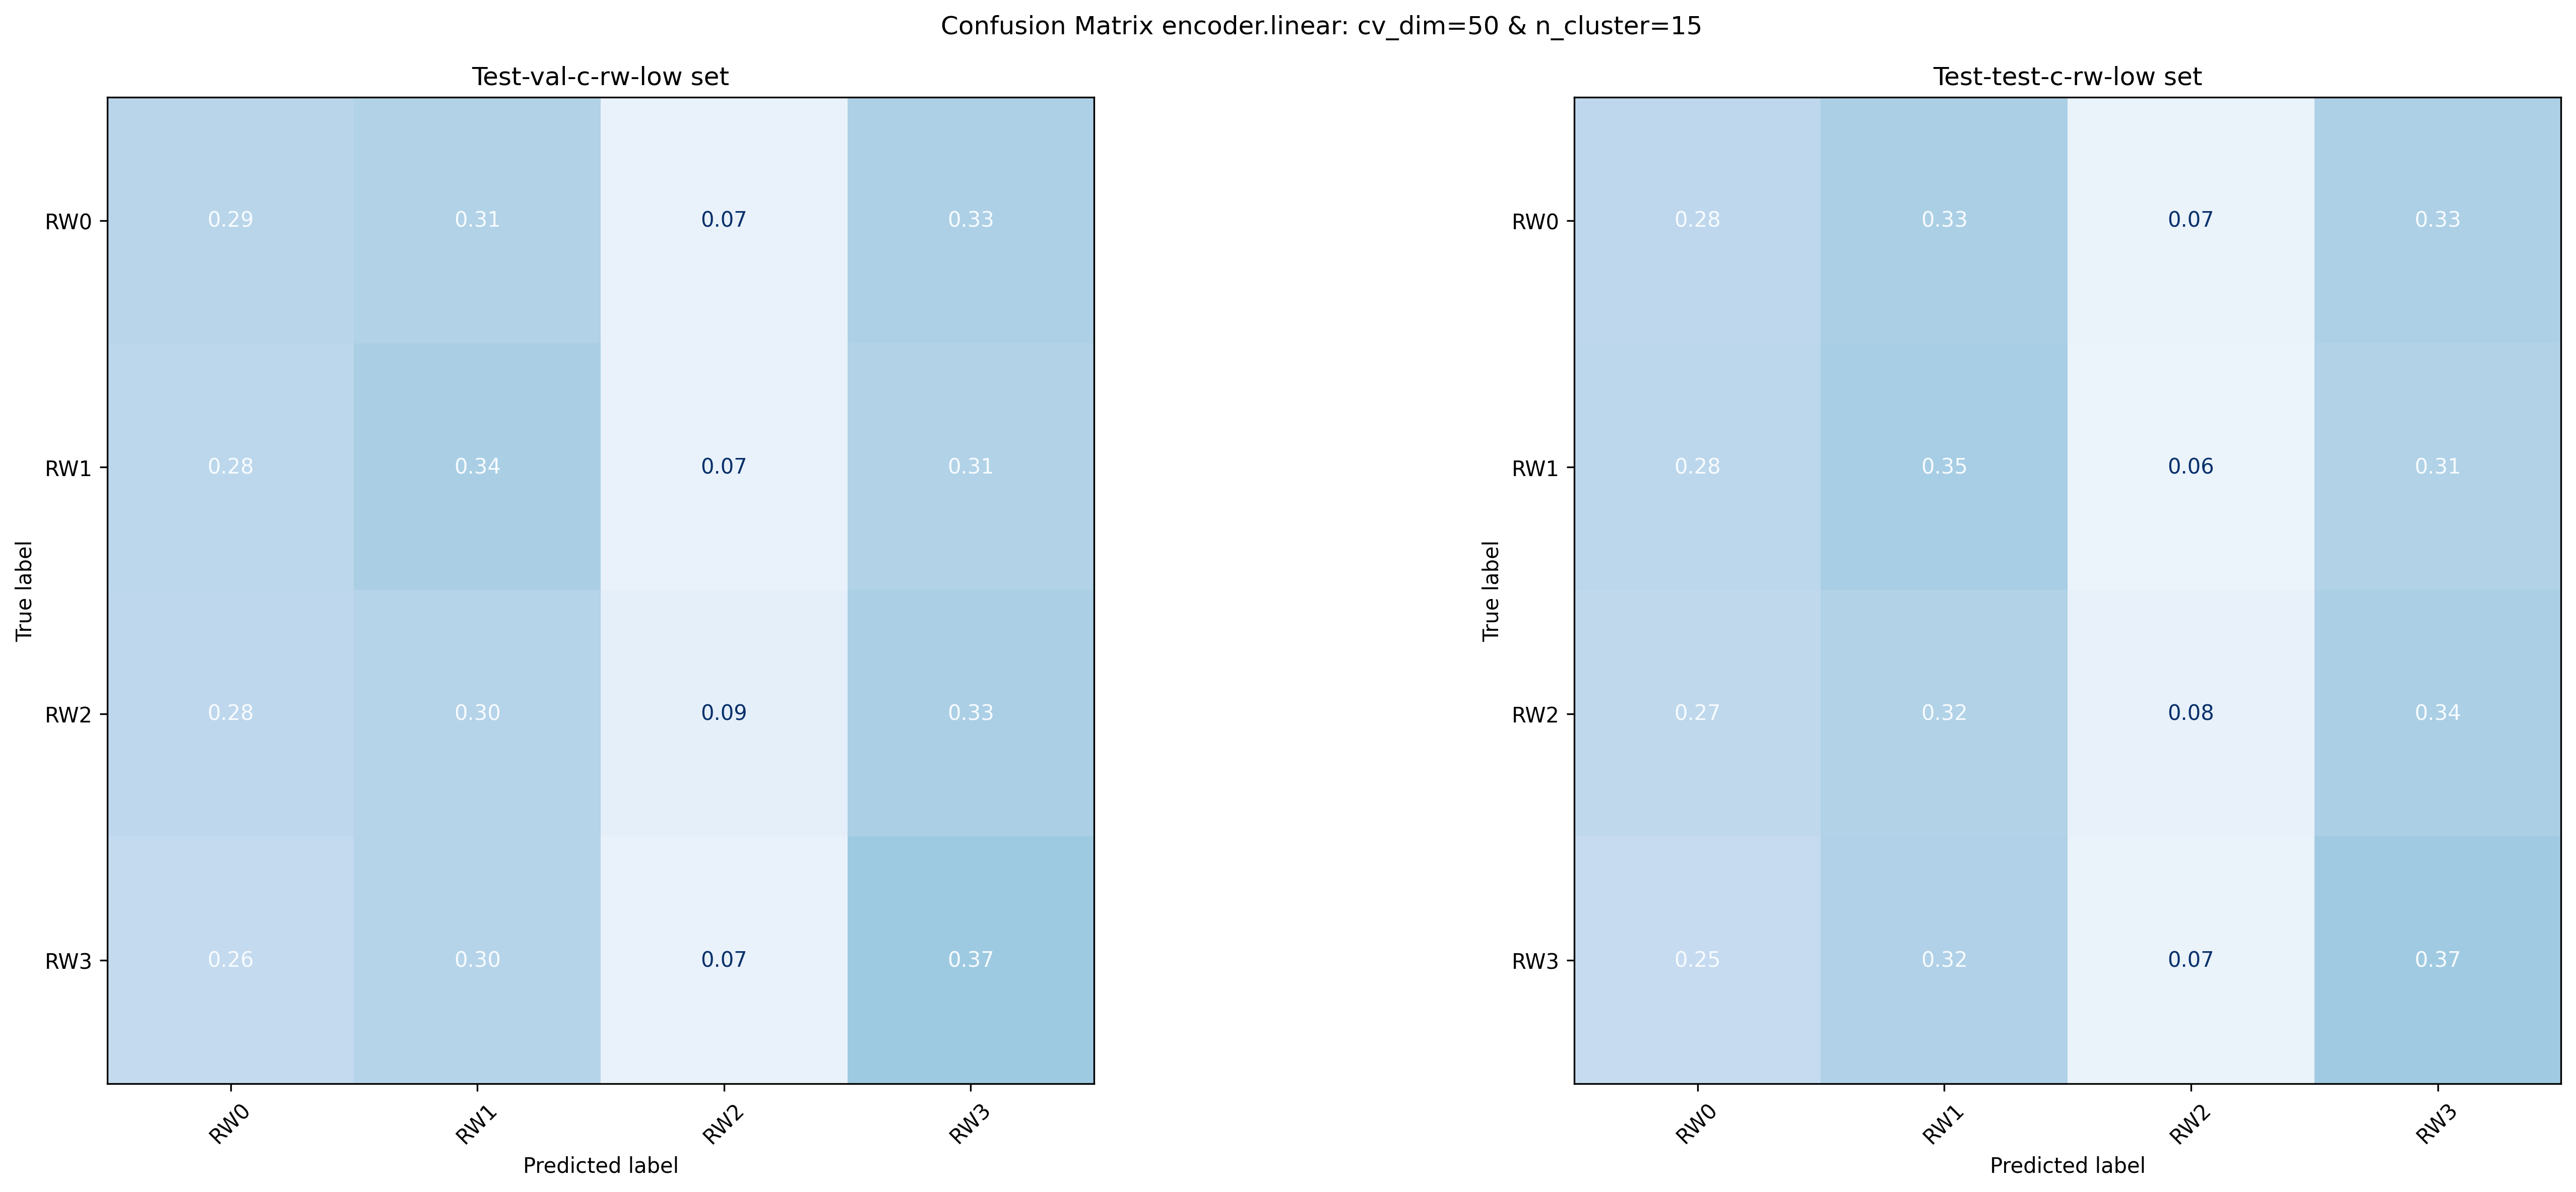 Confusion Matrix encoder.linear: cv_dim=50 & n_cluster=15
Test-val-c-rw-low set
True label
RW0 0.29 0.31 0.07 0.33
RW1 0.28 0.34 0.07 0.31
RW2 0.28 0.30 0.09 0.33
RW3 0.26 0.30 0.07 0.37
RW0 RW1 RW2 RW3
Predicted label
Test-test-c-rw-low set
True label
RW0 0.28 0.33 0.07 0.33
RW1 0.28 0.35 0.06 0.31
RW2 0.27 0.32 0.08 0.34
RW3 0.25 0.32 0.07 0.37
RW0 RW1 RW2 RW3
Predicted label